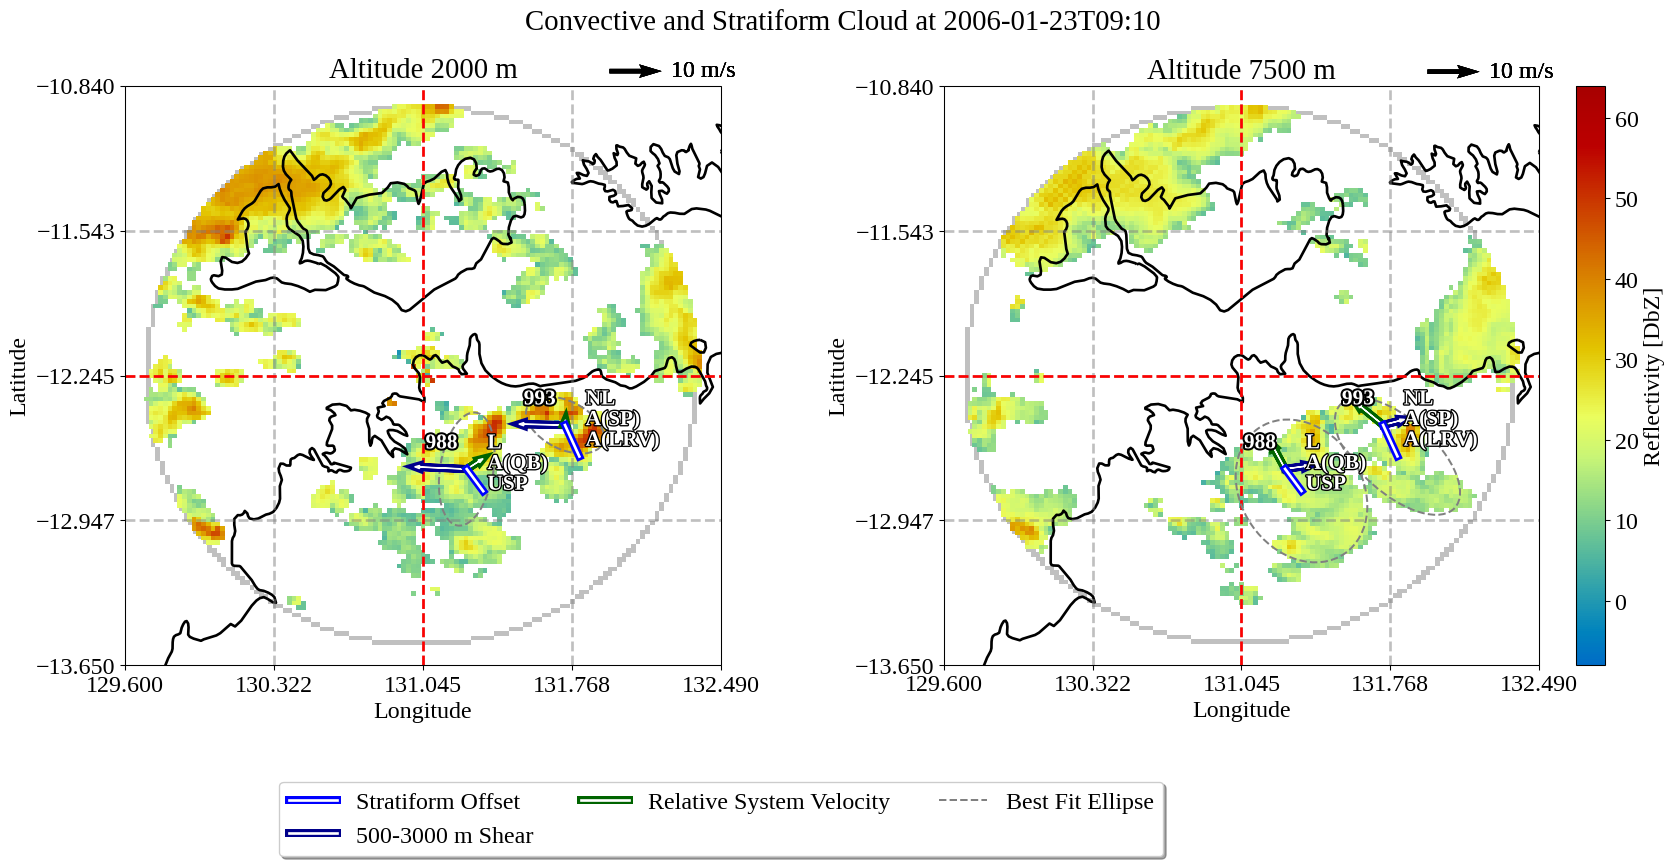 Convective and Stratiform Cloud at 2006-01-23T09:10
Altitude 2000 m
10 m/s
−10.840
−11.543
−12.245
−12.947
−13.650
Latitude
993
NL
A(SP)
A(LRV)
988
L
A(QB)
USP
129.600 130.322 131.045 131.768 132.490
Longitude
Altitude 7500 m
10 m/s
−10.840
−11.543
−12.245
−12.947
−13.650
Latitude
993
NL
A(SP)
A(LRV)
988
L
A(QB)
USP
129.600 130.322 131.045 131.768 132.490
Longitude
60
50
40
30
20
10
0
Reflectivity [DbZ]
Stratiform Offset
500-3000 m Shear
Relative System Velocity
Best Fit Ellipse